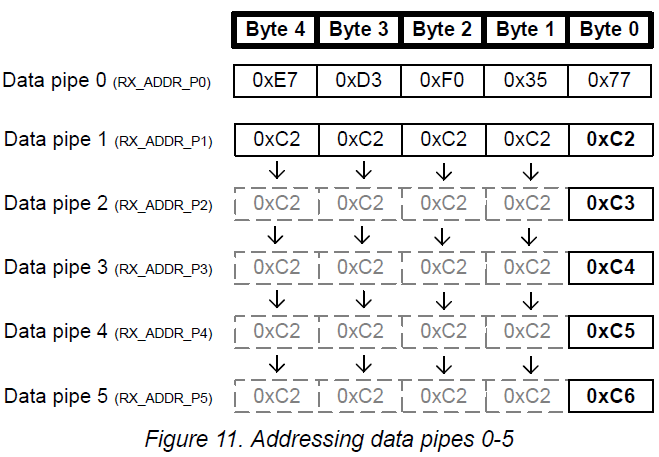 Byte 4 Byte 3 Byte 2 Byte 1 Byte 0
Data pipe 0 (RX_ADDR_P0) 0xE7 0xD3 0xF0 0x35 0x77
Data pipe 1 (RX_ADDR_P1) 0xC2 0xC2 0xC2 0xC2 0xC2
Data pipe 2 (RX_ADDR_P2) 0xC2 0xC2 0xC2 0xC2 0xC3
Data pipe 3 (RX_ADDR_P3) 0xC2 0xC2 0xC2 0xC2 0xC4
Data pipe 4 (RX_ADDR_P4) 0xC2 0xC2 0xC2 0xC2 0xC5
Data pipe 5 (RX_ADDR_P5) 0xC2 0xC2 0xC2 0xC2 0xC6
Figure 11. Addressing data pipes 0-5